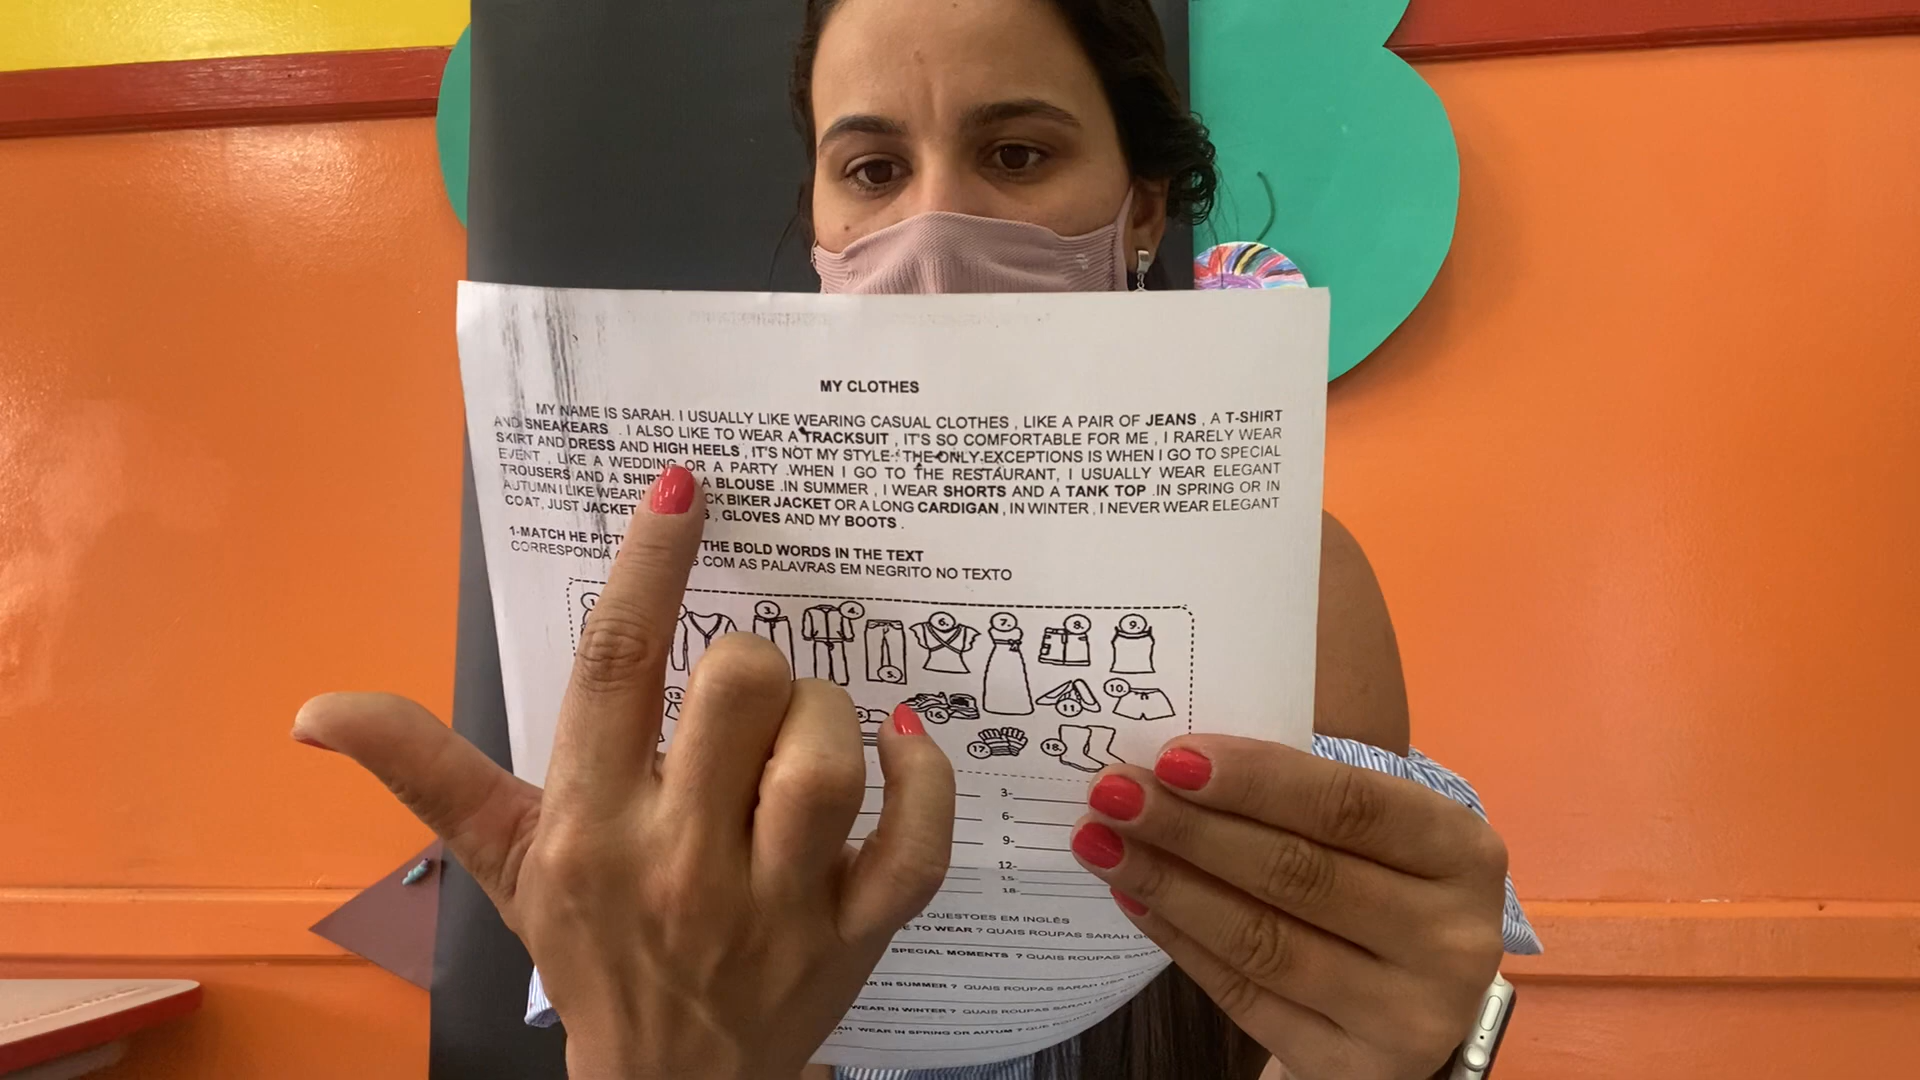 MY CLOTHES
MY NAME IS SARAH. I USUALLY LIKE WEARING CASUAL CLOTHES , LIKE A PAIR OF JEANS , A T-SHIRT
AND SNEAKEARS . I ALSO LIKE TO WEAR A TRACKSUIT , IT'S SO COMFORTABLE FOR ME , I RARELY WEAR
SKIRT AND DRESS AND HIGH HEELS , IT'S NOT MY STYLE . THE ONLY EXCEPTIONS IS WHEN I GO TO SPECIAL
EVENT , LIKE A WEDDING OR A PARTY .WHEN I GO TO THE RESTAURANT, I USUALLY WEAR ELEGANT
TROUSERS AND A SHIRT A BLOUSE .IN SUMMER , I WEAR SHORTS AND A TANK TOP .IN SPRING OR IN
AUTUMN I LIKE BIKER JACKET OR A LONG CARDIGAN , IN WINTER , I NEVER WEAR ELEGANT
COAT, JUST JACKET , GLOVES AND MY BOOTS .
1-MATCH HE THE BOLD WORDS IN THE TEXT
CORRESPONDA COM AS PALAVRAS EM NEGRITO NO TEXTO
3. 4. 5. 6. 7. 8. 9.
13. 16. 11 10.
17. 18.
3-
6-
9-
12-
15-
18-
QUESTOES EM INGLÊS
TO WEAR ? QUAIS ROUPAS SARAH
SPECIAL MOMENTS ? QUAIS ROUPAS SARAH
IN SUMMER ? QUAIS ROUPAS SARAH
WEAR IN WINTER ? QUAIS ROUPAS SARAH
WEAR IN SPRING OR AUTUM ? QUE